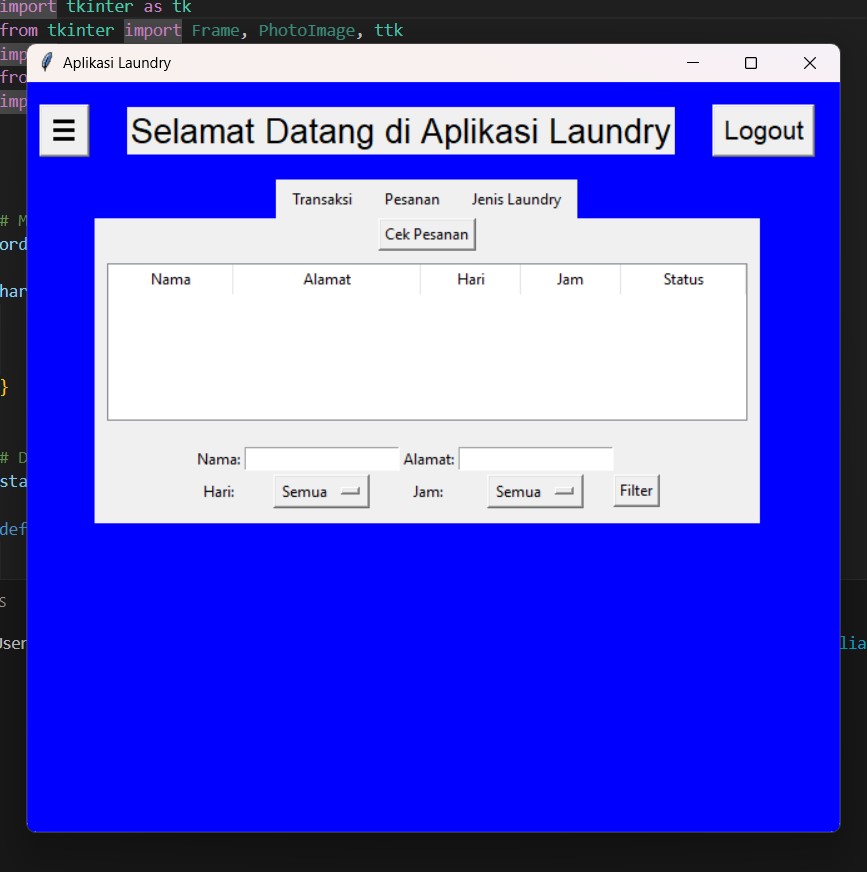 import tkinter as tk
from tkinter import Frame, PhotoImage, ttk
imp
Aplikasi Laundry
fro
imp
☰ Selamat Datang di Aplikasi Laundry Logout
Transaksi Pesanan Jenis Laundry
# M
Cek Pesanan
ord
Nama Alamat Hari Jam Status
har
}
# D
Nama: Alamat:
sta
Hari: Semua Jam: Semua Filter
def
S
User
lia